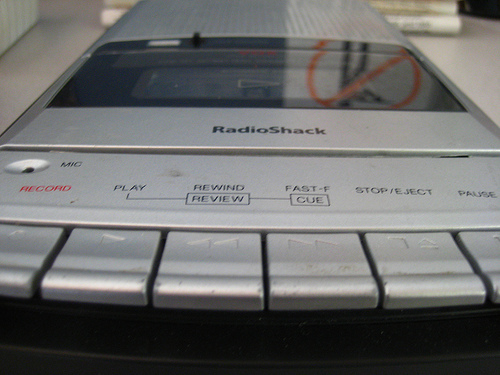 RadioShack
MIC
RECORD PLAY REWIND FAST-F STOP/EJECT PAUSE
REVIEW CUE